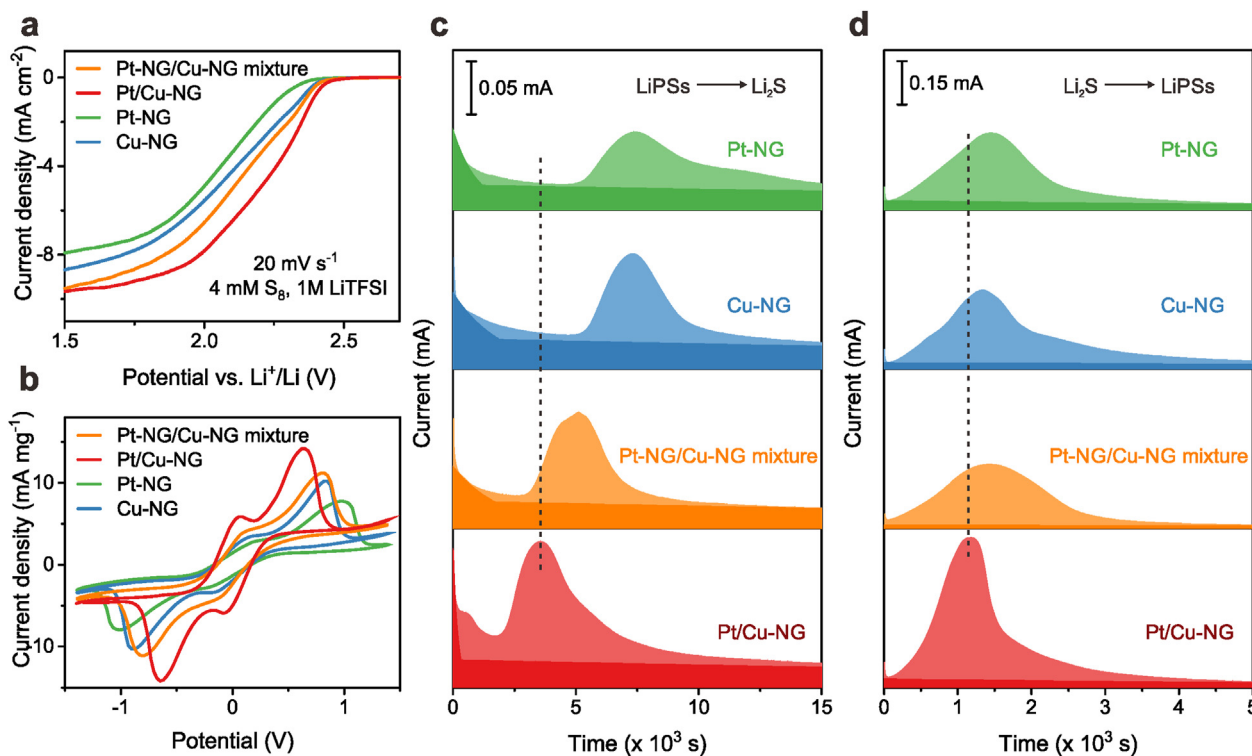 a
Pt-NG/Cu-NG mixture
Pt/Cu-NG
Pt-NG
Cu-NG
20 mV s⁻¹
4 mM S₈, 1M LiTFSI
Current density (mA cm⁻²)
0
-4
-8
1.5
2.0
2.5
Potential vs. Li⁺/Li (V)
b
Pt-NG/Cu-NG mixture
Pt/Cu-NG
Pt-NG
Cu-NG
Current density (mA mg⁻¹)
10
0
10
-1
0
1
Potential (V)
c
0.05 mA
LiPSs ⟶ Li₂S
Pt-NG
Cu-NG
Pt-NG/Cu-NG mixture
Pt/Cu-NG
Current (mA)
0
5
10
15
Time (x 10³ s)
d
0.15 mA
Li₂S ⟶ LiPSs
Pt-NG
Cu-NG
Pt-NG/Cu-NG mixture
Pt/Cu-NG
Current (mA)
0
1
2
3
4
5
Time (x 10³ s)